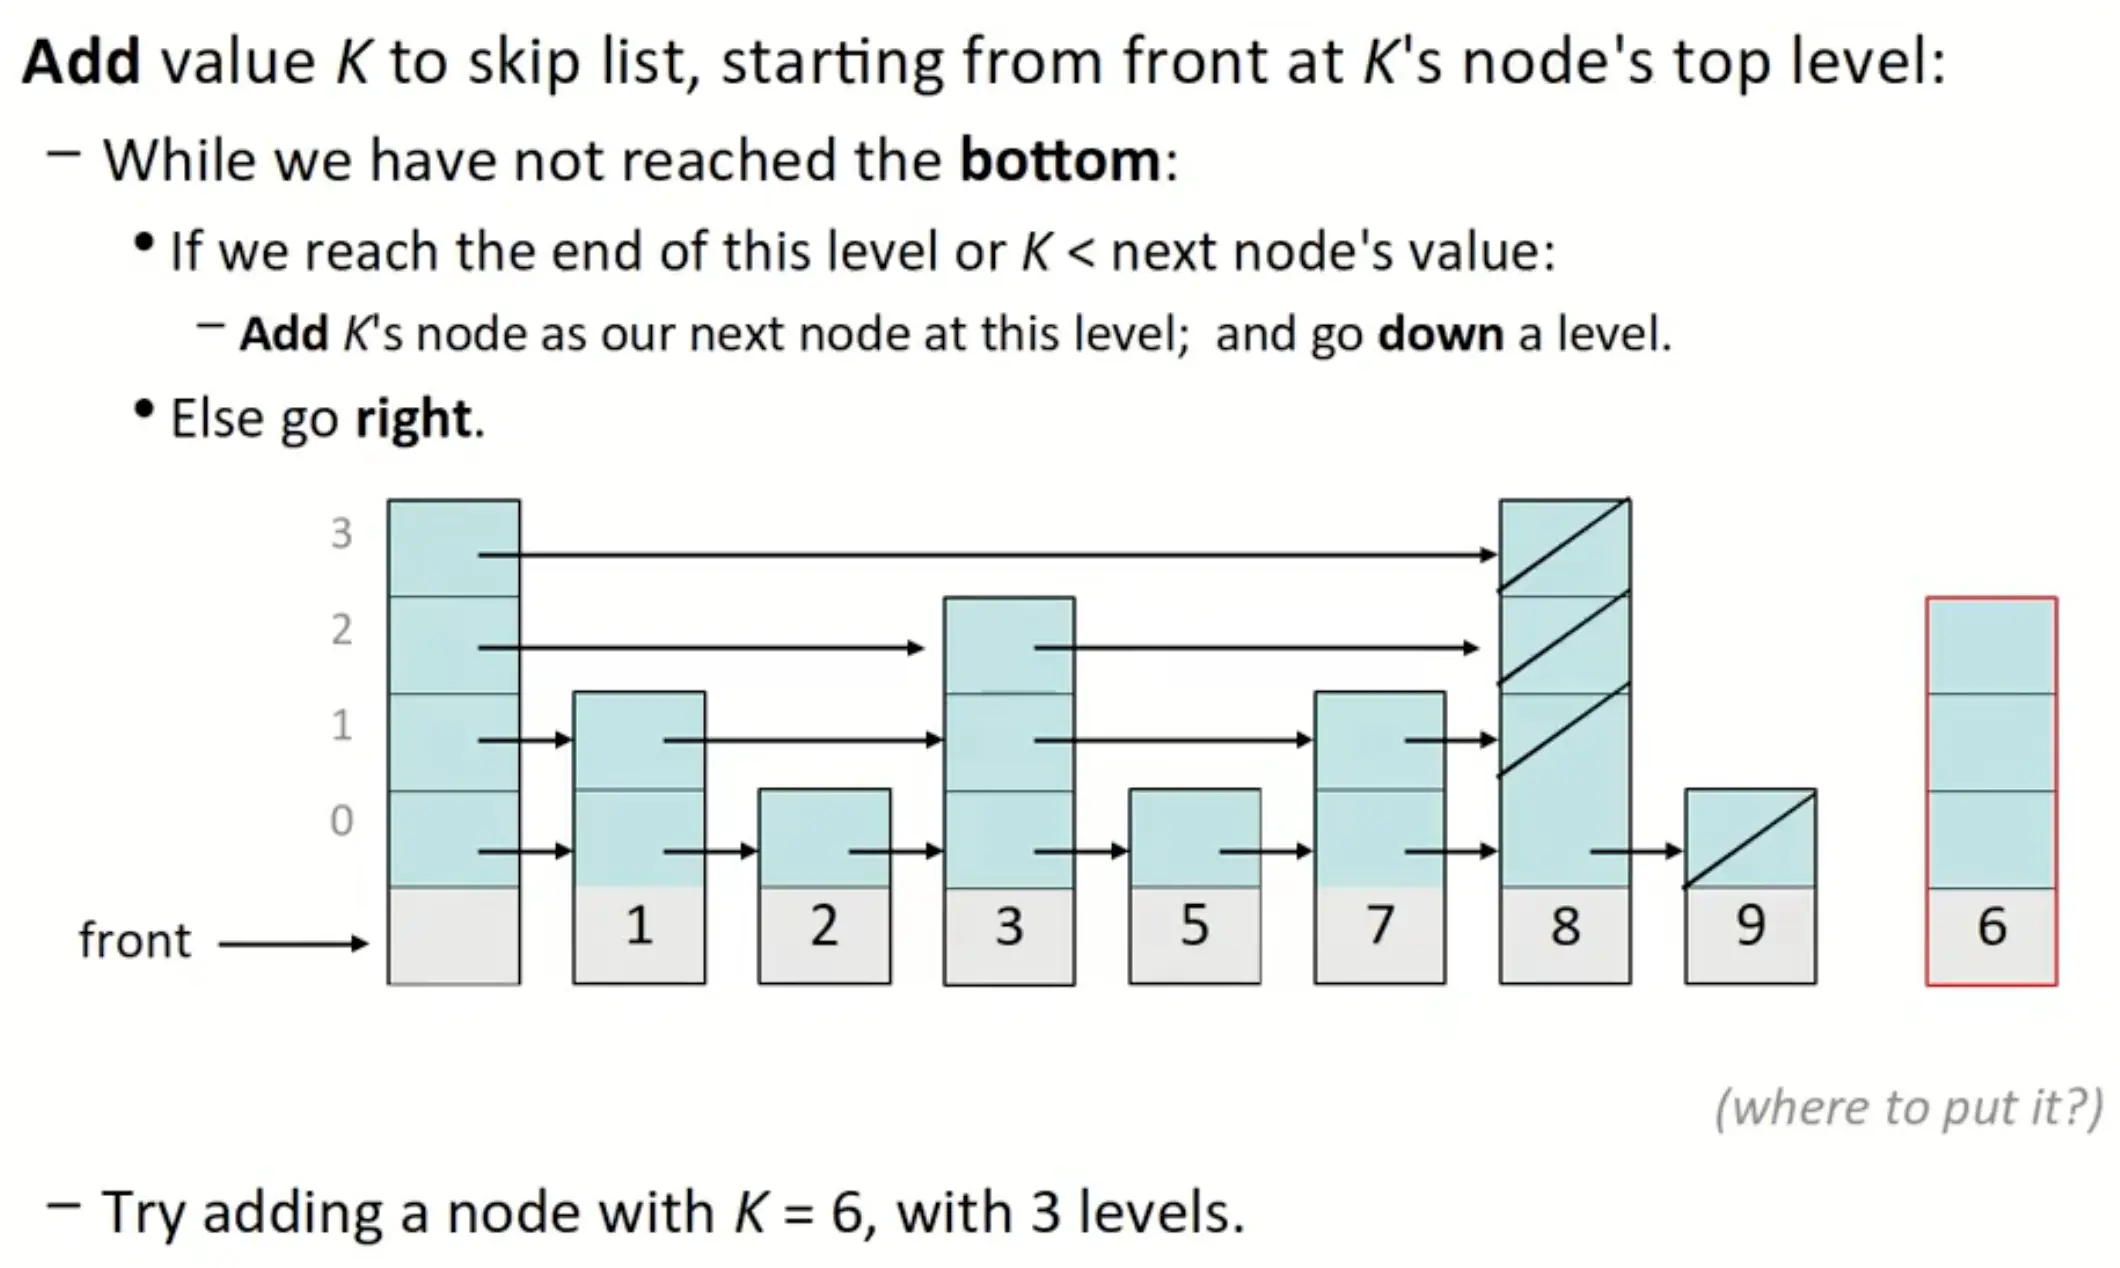 Add value K to skip list, starting from front at K's node's top level:
– While we have not reached the bottom:
• If we reach the end of this level or K < next node's value:
– Add K's node as our next node at this level; and go down a level.
• Else go right.
3
2
1
0
front
1 2 3 5 7 8 9 6
(where to put it?)
– Try adding a node with K = 6, with 3 levels.